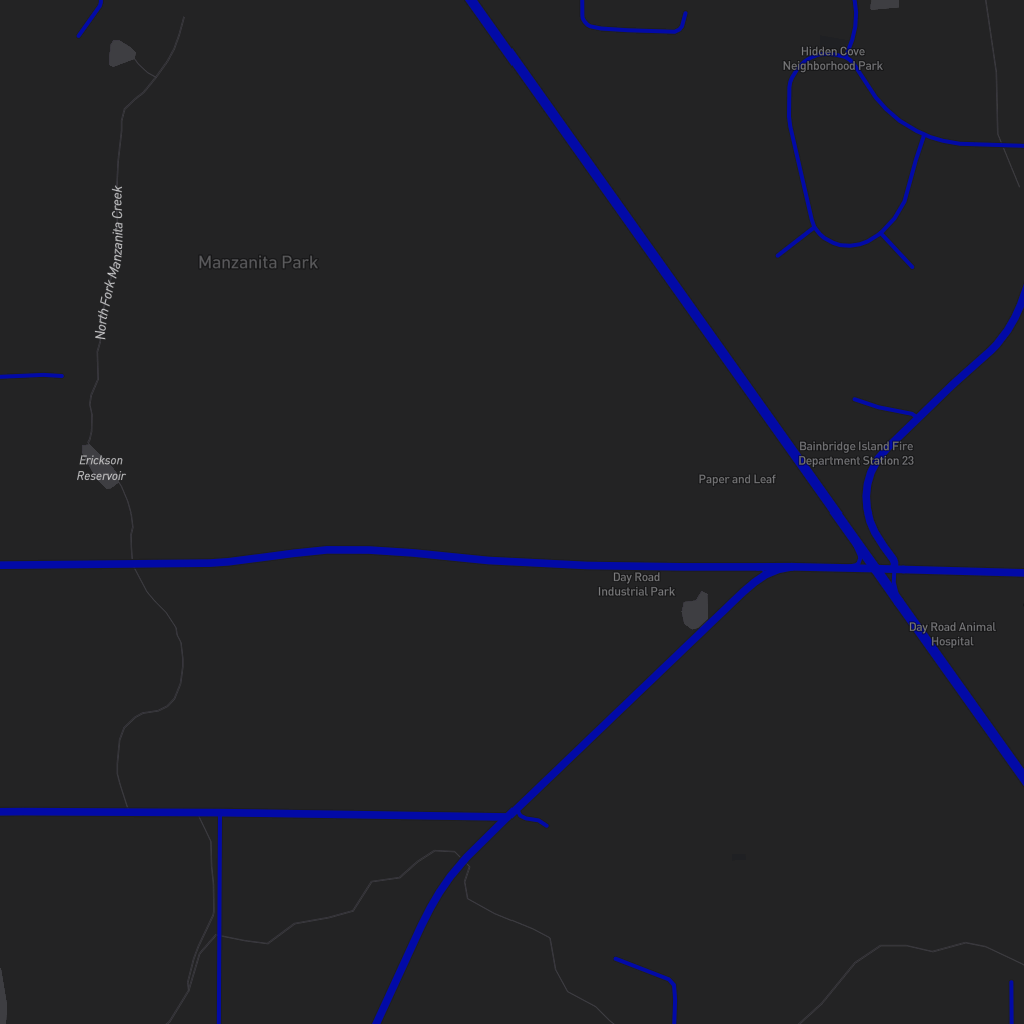 Hidden Cove
Neighborhood Park
North Fork Manzanita Creek
Manzanita Park
Bainbridge Island Fire
Department Station 23
Erickson
Reservoir
Paper and Leaf
Day Road
Industrial Park
Day Road Animal
Hospital